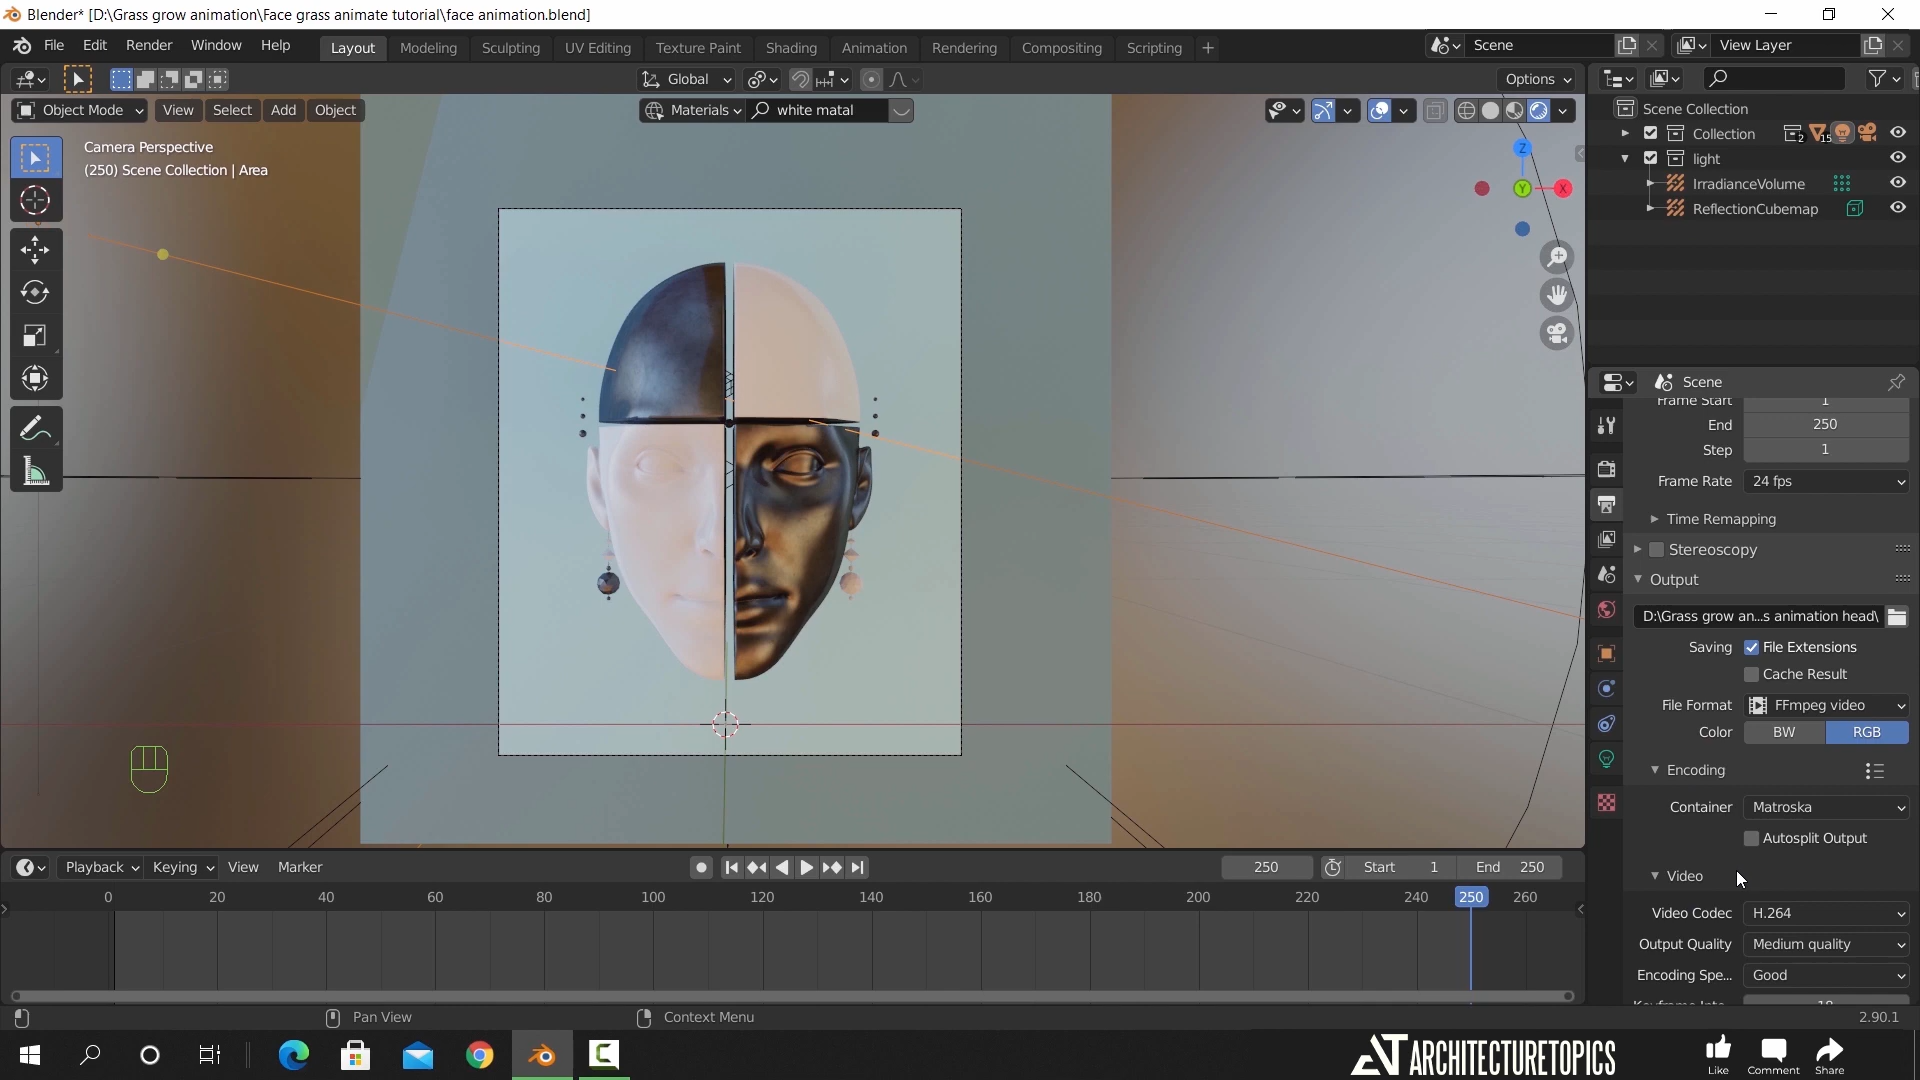 Blender* [D:\Grass grow animation\Face grass animate tutorial\face animation.blend]
File Edit Render Window Help Layout Modeling Sculpting UV Editing Texture Paint Shading Animation Rendering Compositing Scripting + Scene View Layer
Global Options
Object Mode View Select Add Object Materials white matal
Scene Collection
Collection 2 15
light
IrradianceVolume
ReflectionCubemap
Camera Perspective
(250) Scene Collection | Area
Z
Y X
Scene
Frame Start 1
End 250
Step 1
Frame Rate 24 fps
Time Remapping
Stereoscopy
Output
D:\Grass grow an...s animation head\
Saving File Extensions
Cache Result
File Format FFmpeg video
Color BW RGB
Encoding
Container Matroska
Autosplit Output
Video
Video Codec H.264
Output Quality Medium quality
Encoding Spe... Good
Keyframe Inte... 18
Playback Keying View Marker 250 Start 1 End 250
0 20 40 60 80 100 120 140 160 180 200 220 240 250 260
Pan View Context Menu 2.90.1
AT ARCHITECTURETOPICS
Like Comment Share